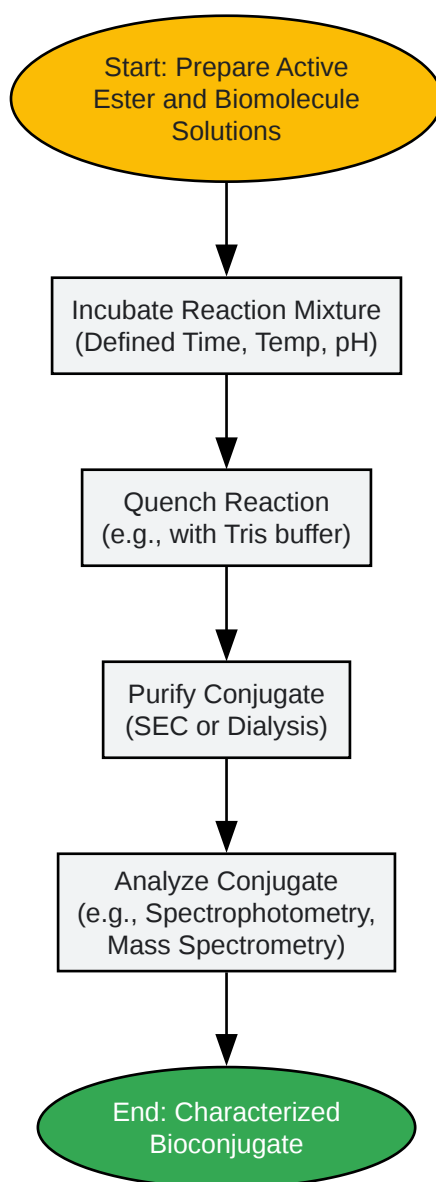 Start: Prepare Active
Ester and Biomolecule
Solutions
Incubate Reaction Mixture
(Defined Time, Temp, pH)
Quench Reaction
(e.g., with Tris buffer)
Purify Conjugate
(SEC or Dialysis)
Analyze Conjugate
(e.g., Spectrophotometry,
Mass Spectrometry)
End: Characterized
Bioconjugate